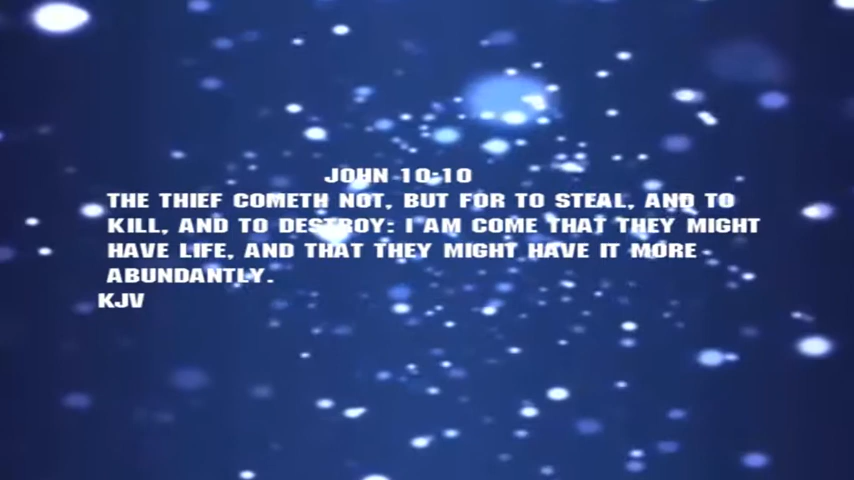 JOHN 10:10
THE THIEF COMETH NOT, BUT FOR TO STEAL, AND TO
KILL, AND TO DESTROY: I AM COME THAT THEY MIGHT
HAVE LIFE, AND THAT THEY MIGHT HAVE IT MORE
ABUNDANTLY.
KJV